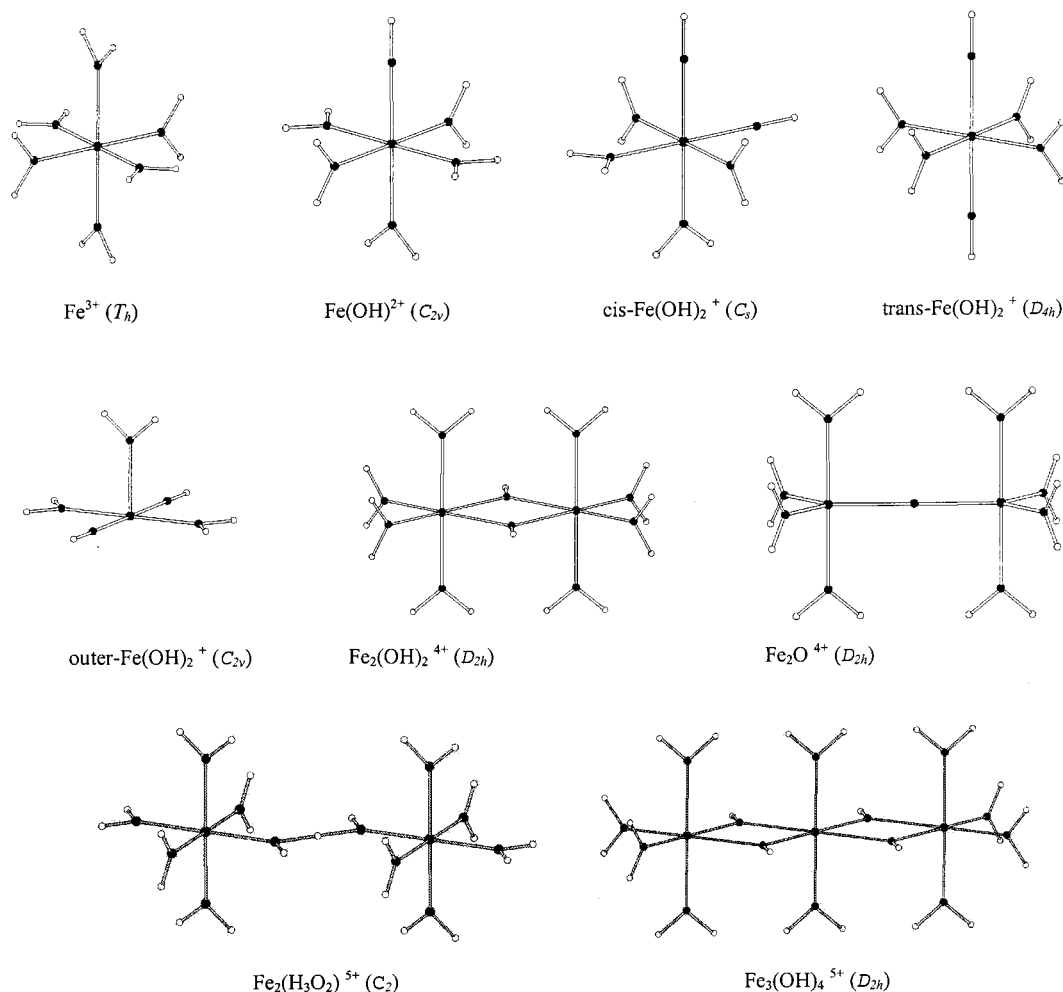 Fe³⁺ (Tₕ)
Fe(OH)²⁺ (C₂ᵥ)
cis-Fe(OH)₂ ⁺ (Cₛ)
trans-Fe(OH)₂ ⁺ (D₄ₕ)
outer-Fe(OH)₂ ⁺ (C₂ᵥ)
Fe₂(OH)₂ ⁴⁺ (D₂ₕ)
Fe₂O ⁴⁺ (D₂ₕ)
Fe₂(H₃O₂) ⁵⁺ (C₂)
Fe₃(OH)₄ ⁵⁺ (D₂ₕ)